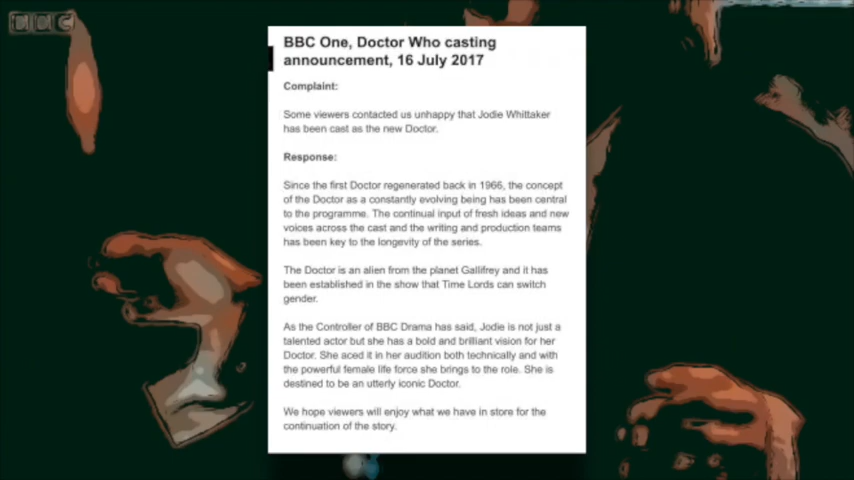 BBC
BBC One, Doctor Who casting
announcement, 16 July 2017
Complaint:
Some viewers contacted us unhappy that Jodie Whittaker
has been cast as the new Doctor.
Response:
Since the first Doctor regenerated back in 1966, the concept
of the Doctor as a constantly evolving being has been central
to the programme. The continual input of fresh ideas and new
voices across the cast and the writing and production teams
has been key to the longevity of the series.
The Doctor is an alien from the planet Gallifrey and it has
been established in the show that Time Lords can switch
gender.
As the Controller of BBC Drama has said, Jodie is not just a
talented actor but she has a bold and brilliant vision for her
Doctor. She aced it in her audition both technically and with
the powerful female life force she brings to the role. She is
destined to be an utterly iconic Doctor.
We hope viewers will enjoy what we have in store for the
continuation of the story.